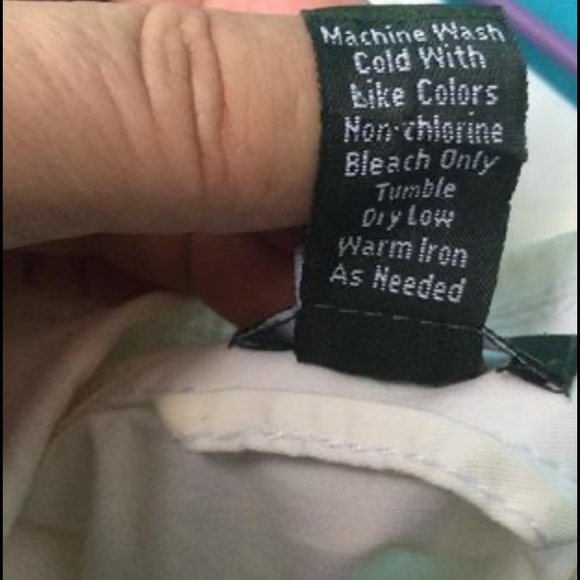 Machine Wash
Cold With
Like Colors
Non-chlorine
Bleach Only
Tumble
Dry Low
Warm Iron
As Needed